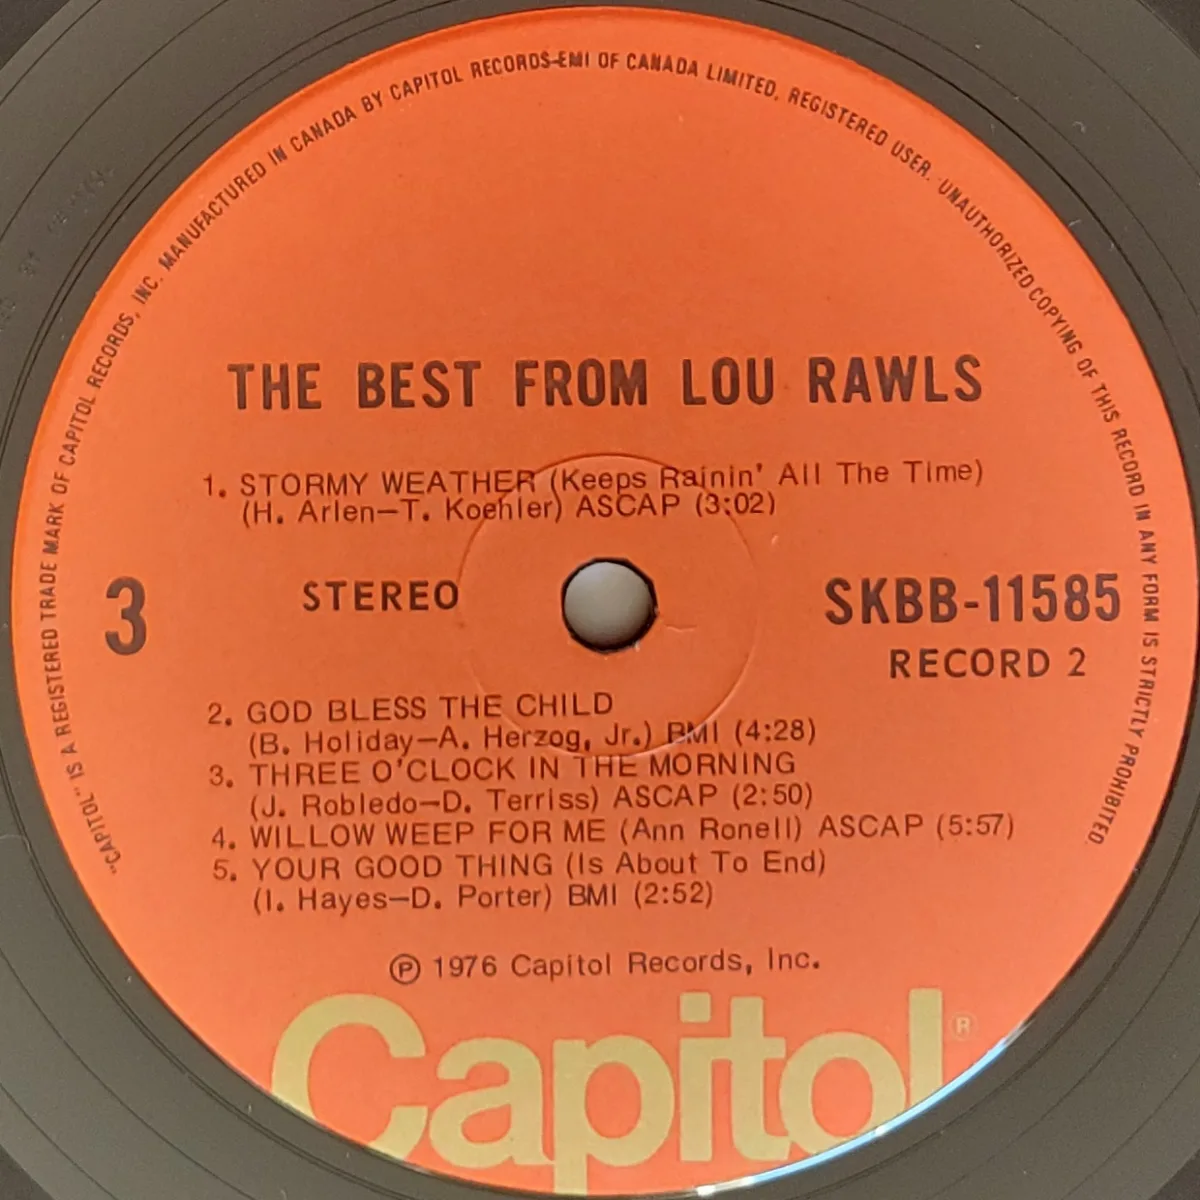 "CAPITOL" IS A REGISTERED TRADE MARK OF CAPITOL RECORDS, INC. MANUFACTURED IN CANADA BY CAPITOL RECORDS-EMI OF CANADA LIMITED. REGISTERED USER. UNAUTHORIZED COPYING OF THIS RECORD IN ANY FORM IS STRICTLY PROHIBITED.
THE BEST FROM LOU RAWLS
1. STORMY WEATHER (Keeps Rainin' All The Time)
(H. Arlen–T. Koehler) ASCAP (3:02)
3
STEREO
SKBB-11585
RECORD 2
2. GOD BLESS THE CHILD
(B. Holiday–A. Herzog, Jr.) BMI (4:28)
3. THREE O'CLOCK IN THE MORNING
(J. Robledo–D. Terriss) ASCAP (2:50)
4. WILLOW WEEP FOR ME (Ann Ronell) ASCAP (5:57)
5. YOUR GOOD THING (Is About To End)
(I. Hayes–D. Porter) BMI (2:52)
℗ 1976 Capitol Records, Inc.
Capitol®